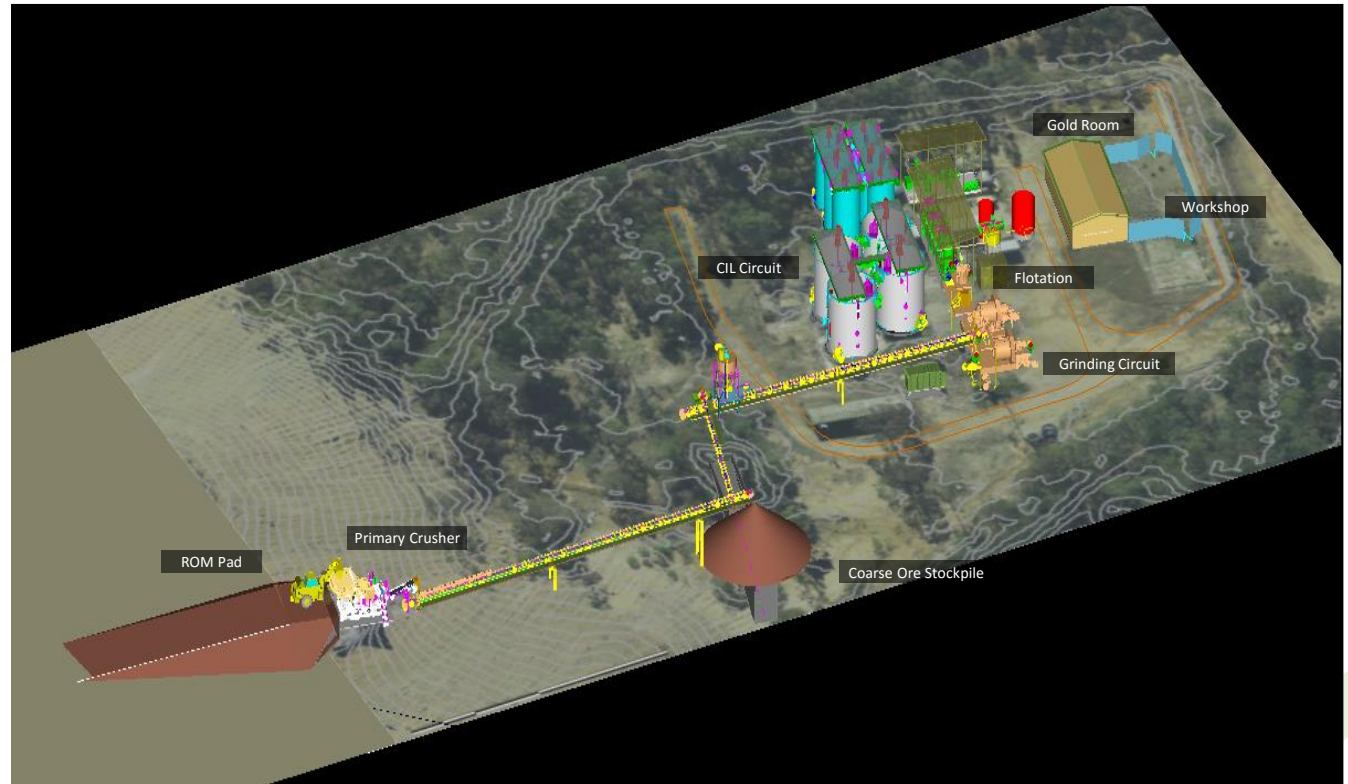 Gold Room
Workshop
CIL Circuit
Flotation
Grinding Circuit
Primary Crusher
ROM Pad
Coarse Ore Stockpile